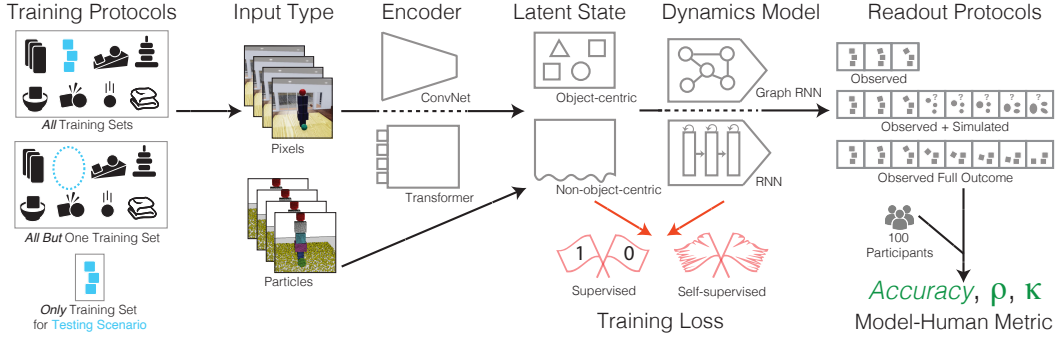 Training Protocols
Input Type
Encoder
Latent State
Dynamics Model
Readout Protocols
All Training Sets
All But One Training Set
Only Training Set
for Testing Scenario
Pixels
Particles
ConvNet
Transformer
Object-centric
Non-object-centric
Graph RNN
RNN
1 0
Supervised
Self-supervised
Training Loss
Observed
? ? ? ? ?
Observed + Simulated
Observed Full Outcome
100
Participants
Accuracy, ρ, κ
Model-Human Metric